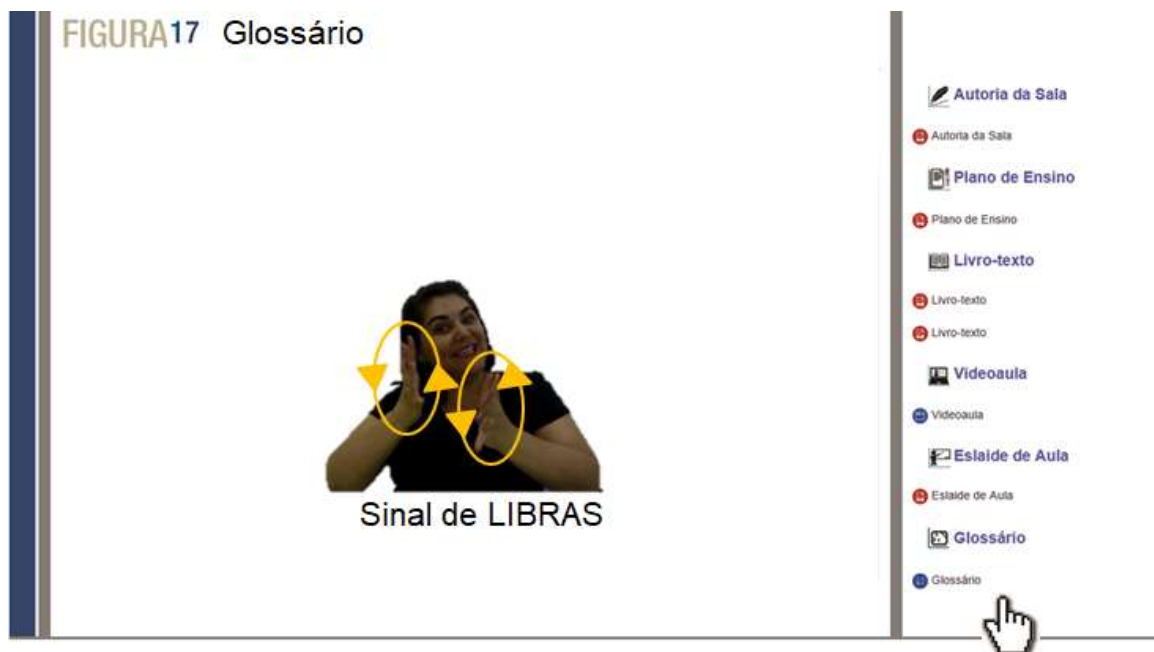 FIGURA17 Glossário
Sinal de LIBRAS
Autoria da Sala
Autoria da Sala
Plano de Ensino
Plano de Ensino
Livro-texto
Livro-texto
Livro-texto
Videoaula
Videoaula
Eslaide de Aula
Eslaide de Aula
Glossário
Glossário